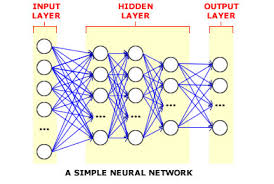 INPUT
LAYER
HIDDEN
LAYER
OUTPUT
LAYER
...
...
...
...
...
A SIMPLE NEURAL NETWORK